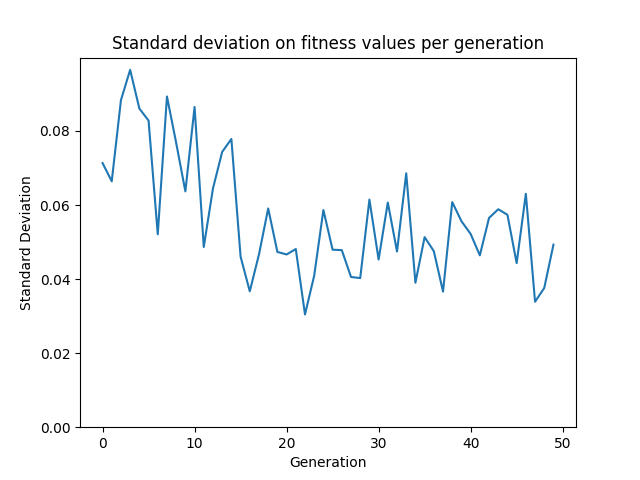 Standard deviation on fitness values per generation
Standard Deviation
0.08
0.06
0.04
0.02
0.00
0 10 20 30 40 50
Generation